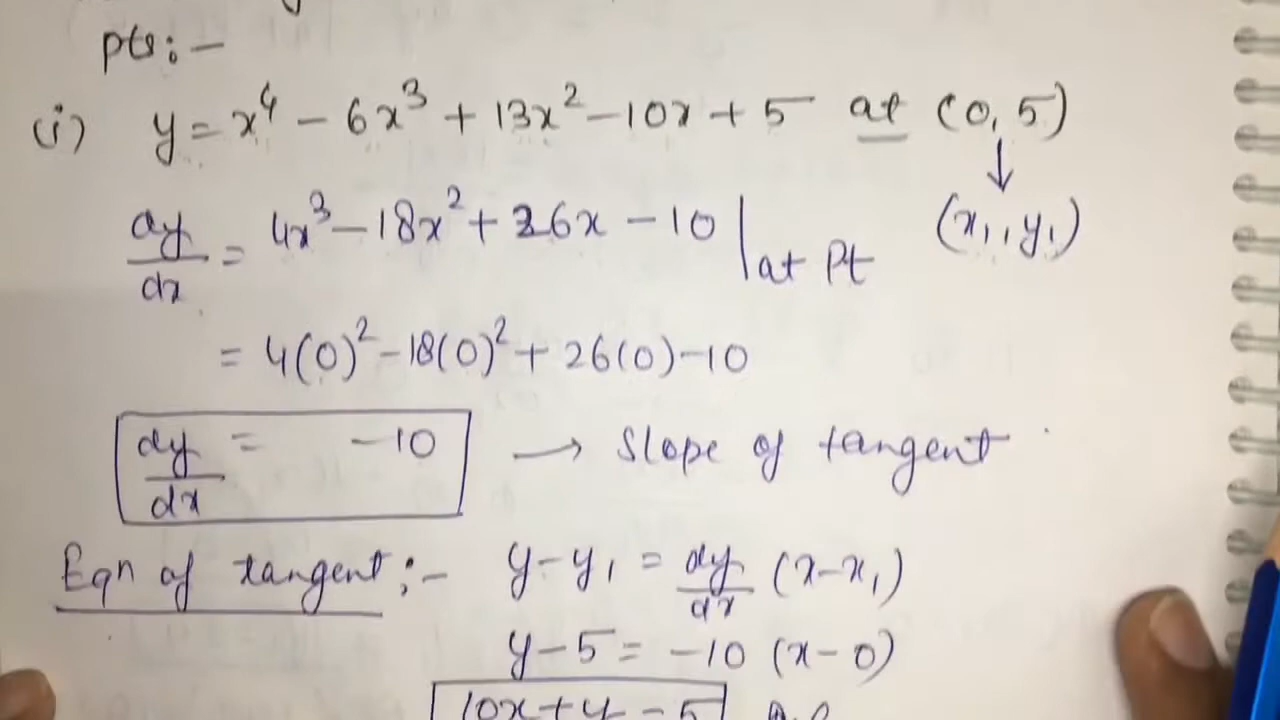 pts:-
(i) y = x⁴ - 6x³ + 13x² - 10x + 5 at (0, 5)
↓
dy/dx = 4x³ - 18x² + 26x - 10 | at Pt (x₁, y₁)
= 4(0)² - 18(0)² + 26(0) - 10
dy/dx = -10 → Slope of tangent
Eqn of tangent :- y - y₁ = dy/dx (x - x₁)
y - 5 = -10 (x - 0)
10x + y - 5